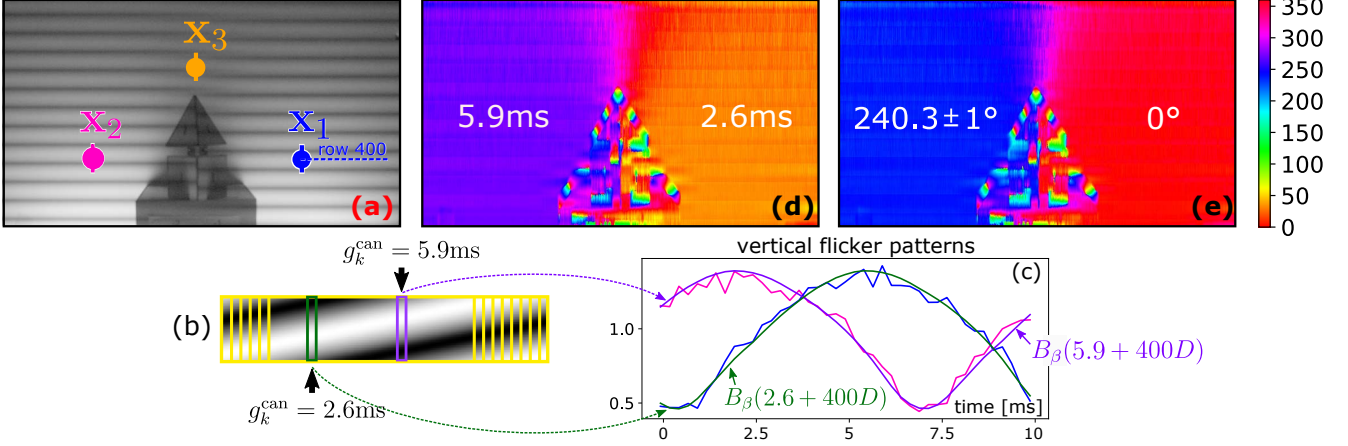 x₃
x₂
x₁
row 400
(a)
5.9ms
2.6ms
(d)
240.3±1°
0°
(e)
350
300
250
200
150
100
50
0
g_k^can = 5.9ms
(b)
g_k^can = 2.6ms
vertical flicker patterns
(c)
1.0
0.5
B_β(5.9 + 400D)
B_β(2.6 + 400D)
time [ms]
0
2.5
5
7.5
10